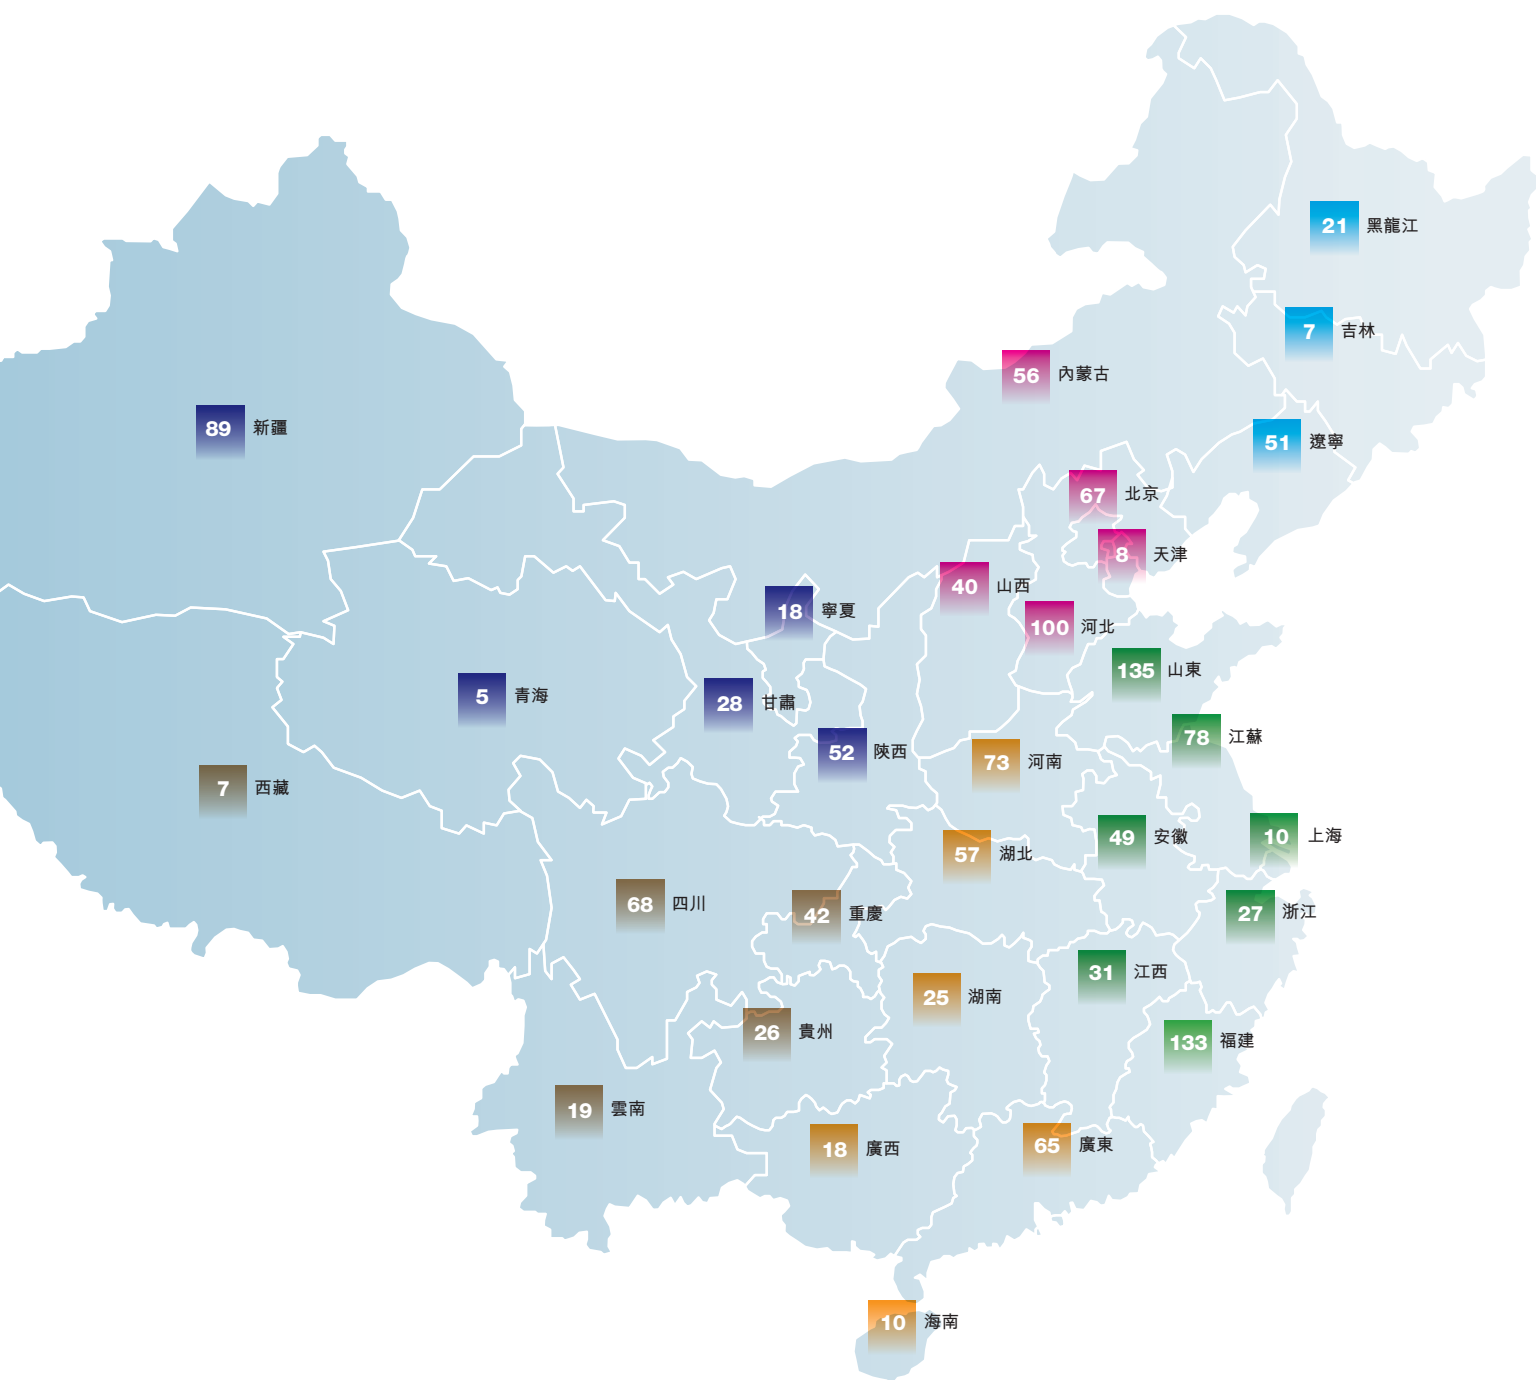 21 黑龍江
7 吉林
56 內蒙古
89 新疆
51 遼寧
67 北京
8 天津
40 山西
18 寧夏
100 河北
135 山東
5 青海
28 甘肅
78 江蘇
52 陝西
73 河南
7 西藏
49 安徽
10 上海
57 湖北
68 四川
42 重慶
27 浙江
31 江西
25 湖南
26 貴州
133 福建
19 雲南
18 廣西
65 廣東
10 海南